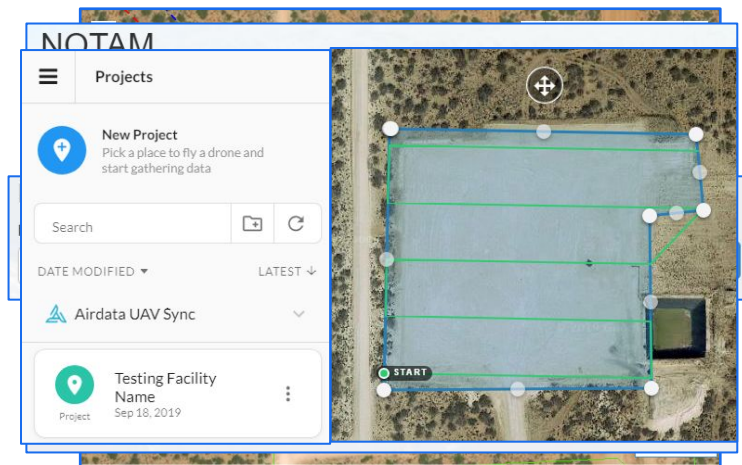 NOTAM
Projects
New Project
Pick a place to fly a drone and
start gathering data
Search
DATE MODIFIED
LATEST
Airdata UAV Sync
Testing Facility
Name
Sep 18, 2019
Project
START